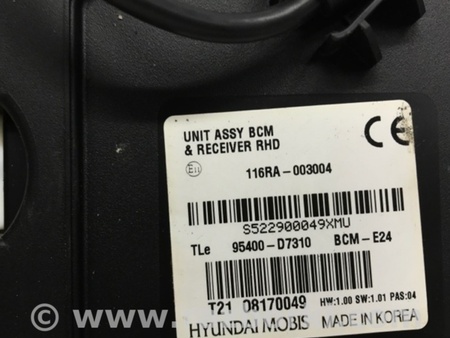 UNIT ASSY BCM
& RECEIVER RHD
CE
E11
116RA-003004
S522900049XMU
TLe 95400-D7310 BCM-E24
T21 08170049 HW:1.00 SW:1.01 PAS:04
HYUNDAI MOBIS MADE IN KOREA